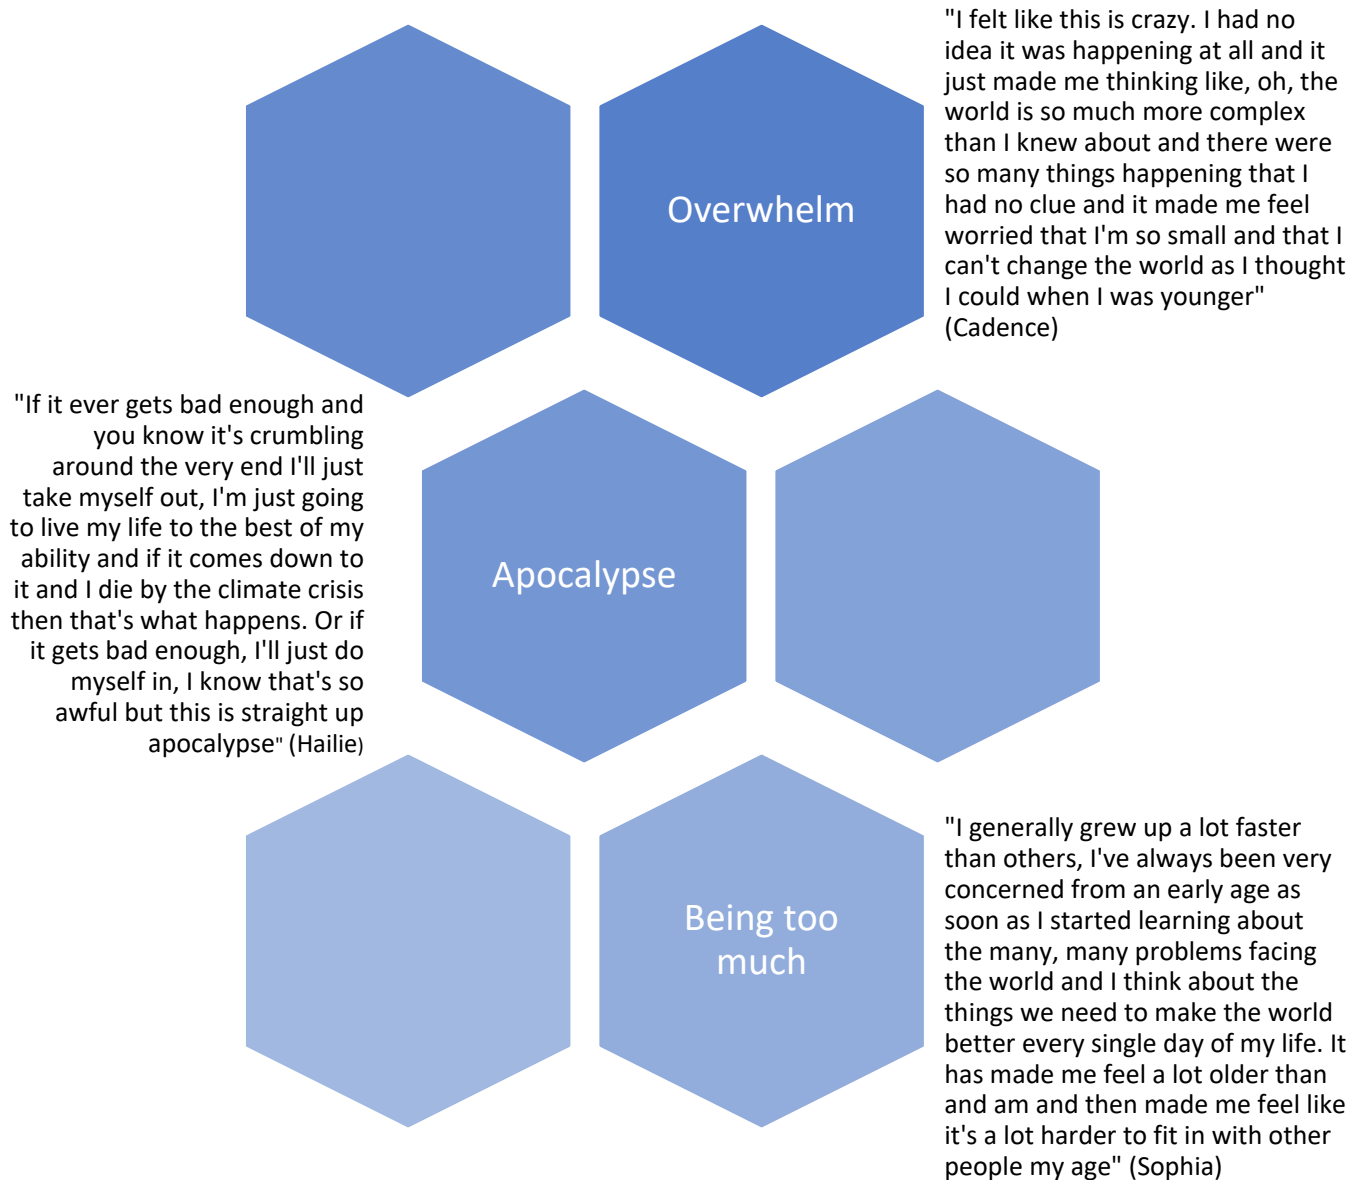 "I felt like this is crazy. I had no
idea it was happening at all and it
just made me thinking like, oh, the
world is so much more complex
than I knew about and there were
so many things happening that I
had no clue and it made me feel
worried that I'm so small and that I
can't change the world as I thought
I could when I was younger"
(Cadence)
Overwhelm
"If it ever gets bad enough and
you know it's crumbling
around the very end I'll just
take myself out, I'm just going
to live my life to the best of my
ability and if it comes down to
it and I die by the climate crisis
then that's what happens. Or if
it gets bad enough, I'll just do
myself in, I know that's so
awful but this is straight up
apocalypse" (Hailie)
Apocalypse
"I generally grew up a lot faster
than others, I've always been very
concerned from an early age as
soon as I started learning about
the many, many problems facing
the world and I think about the
things we need to make the world
better every single day of my life. It
has made me feel a lot older than
and am and then made me feel like
it's a lot harder to fit in with other
people my age" (Sophia)
Being too
much